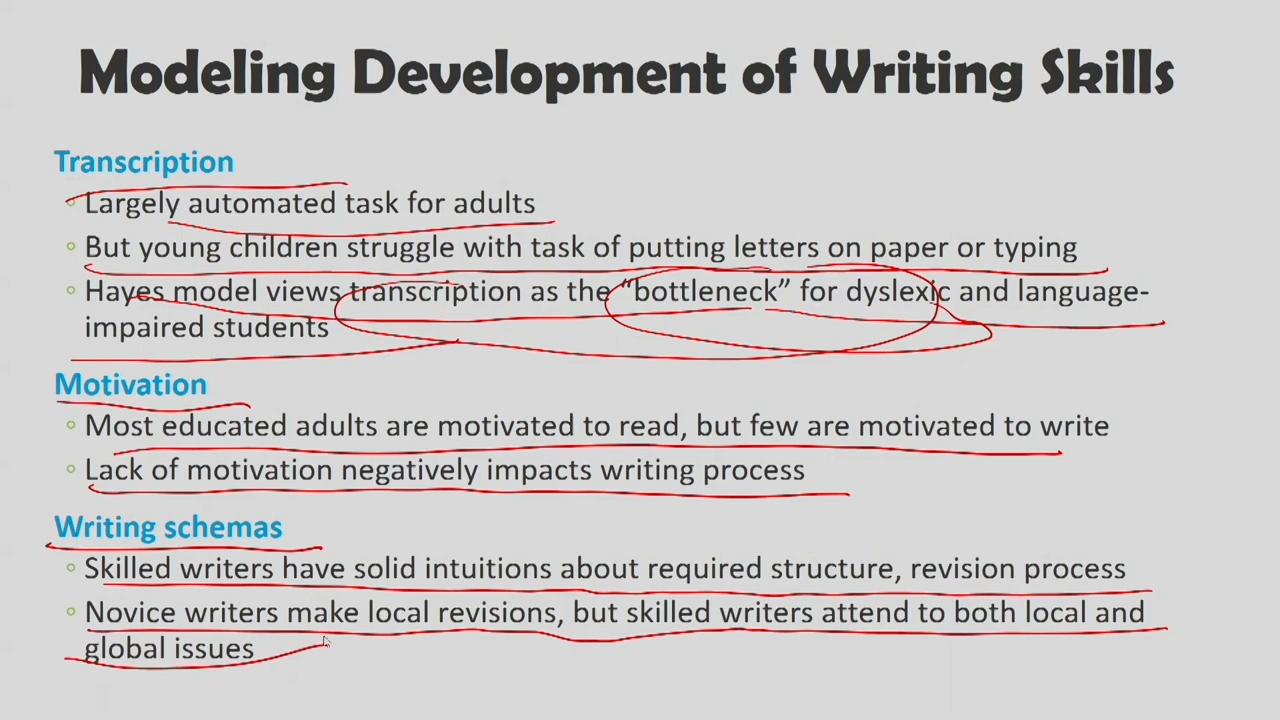 Modeling Development of Writing Skills
Transcription
◦ Largely automated task for adults
◦ But young children struggle with task of putting letters on paper or typing
◦ Hayes model views transcription as the “bottleneck” for dyslexic and language-
impaired students
Motivation
◦ Most educated adults are motivated to read, but few are motivated to write
◦ Lack of motivation negatively impacts writing process
Writing schemas
◦ Skilled writers have solid intuitions about required structure, revision process
◦ Novice writers make local revisions, but skilled writers attend to both local and
global issues